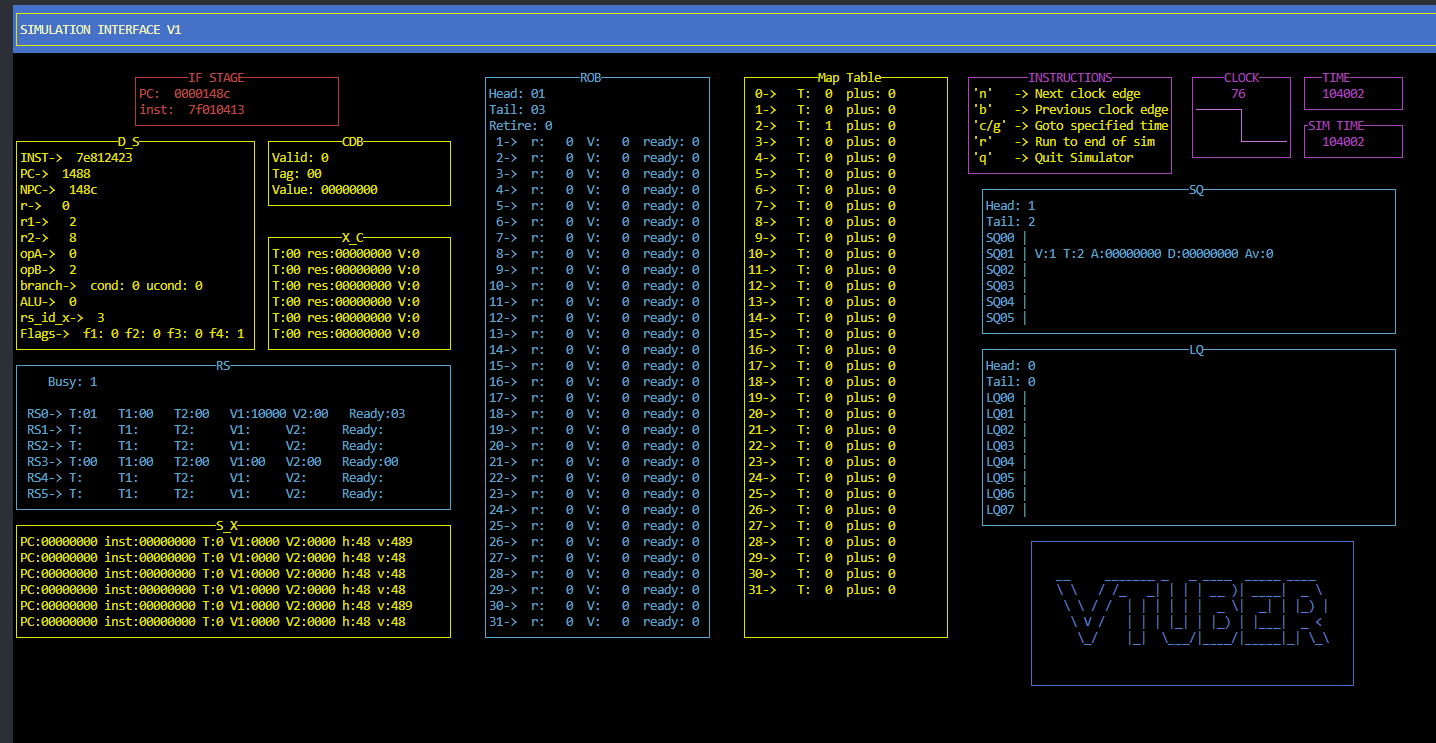 SIMULATION INTERFACE V1
IF STAGE
PC:  0000148c
inst:  7f010413
D_S
INST->  7e812423
PC->  1488
NPC->  148c
r->   0
r1->   2
r2->   8
opA->   0
opB->   2
branch->  cond: 0 ucond: 0
ALU->  0
rs_id_x->  3
Flags->  f1: 0 f2: 0 f3: 0 f4: 1
CDB
Valid: 0
Tag: 00
Value: 00000000
X_C
T:00 res:00000000 V:0
T:00 res:00000000 V:0
T:00 res:00000000 V:0
T:00 res:00000000 V:0
T:00 res:00000000 V:0
T:00 res:00000000 V:0
RS
Busy: 1
RS0-> T:01   T1:00   T2:00   V1:10000 V2:00   Ready:03
RS1-> T:     T1:     T2:     V1:     V2:     Ready:
RS2-> T:     T1:     T2:     V1:     V2:     Ready:
RS3-> T:00   T1:00   T2:00   V1:00   V2:00   Ready:00
RS4-> T:     T1:     T2:     V1:     V2:     Ready:
RS5-> T:     T1:     T2:     V1:     V2:     Ready:
S_X
PC:00000000 inst:00000000 T:0 V1:0000 V2:0000 h:48 v:489
PC:00000000 inst:00000000 T:0 V1:0000 V2:0000 h:48 v:48
PC:00000000 inst:00000000 T:0 V1:0000 V2:0000 h:48 v:48
PC:00000000 inst:00000000 T:0 V1:0000 V2:0000 h:48 v:48
PC:00000000 inst:00000000 T:0 V1:0000 V2:0000 h:48 v:489
PC:00000000 inst:00000000 T:0 V1:0000 V2:0000 h:48 v:48
ROB
Head: 01
Tail: 03
Retire: 0
1->  r:   0  V:   0  ready: 0
2->  r:   0  V:   0  ready: 0
3->  r:   0  V:   0  ready: 0
4->  r:   0  V:   0  ready: 0
5->  r:   0  V:   0  ready: 0
6->  r:   0  V:   0  ready: 0
7->  r:   0  V:   0  ready: 0
8->  r:   0  V:   0  ready: 0
9->  r:   0  V:   0  ready: 0
10->  r:   0  V:   0  ready: 0
11->  r:   0  V:   0  ready: 0
12->  r:   0  V:   0  ready: 0
13->  r:   0  V:   0  ready: 0
14->  r:   0  V:   0  ready: 0
15->  r:   0  V:   0  ready: 0
16->  r:   0  V:   0  ready: 0
17->  r:   0  V:   0  ready: 0
18->  r:   0  V:   0  ready: 0
19->  r:   0  V:   0  ready: 0
20->  r:   0  V:   0  ready: 0
21->  r:   0  V:   0  ready: 0
22->  r:   0  V:   0  ready: 0
23->  r:   0  V:   0  ready: 0
24->  r:   0  V:   0  ready: 0
25->  r:   0  V:   0  ready: 0
26->  r:   0  V:   0  ready: 0
27->  r:   0  V:   0  ready: 0
28->  r:   0  V:   0  ready: 0
29->  r:   0  V:   0  ready: 0
30->  r:   0  V:   0  ready: 0
31->  r:   0  V:   0  ready: 0
Map Table
0->   T:  0  plus: 0
1->   T:  0  plus: 0
2->   T:  1  plus: 0
3->   T:  0  plus: 0
4->   T:  0  plus: 0
5->   T:  0  plus: 0
6->   T:  0  plus: 0
7->   T:  0  plus: 0
8->   T:  0  plus: 0
9->   T:  0  plus: 0
10->   T:  0  plus: 0
11->   T:  0  plus: 0
12->   T:  0  plus: 0
13->   T:  0  plus: 0
14->   T:  0  plus: 0
15->   T:  0  plus: 0
16->   T:  0  plus: 0
17->   T:  0  plus: 0
18->   T:  0  plus: 0
19->   T:  0  plus: 0
20->   T:  0  plus: 0
21->   T:  0  plus: 0
22->   T:  0  plus: 0
23->   T:  0  plus: 0
24->   T:  0  plus: 0
25->   T:  0  plus: 0
26->   T:  0  plus: 0
27->   T:  0  plus: 0
28->   T:  0  plus: 0
29->   T:  0  plus: 0
30->   T:  0  plus: 0
31->   T:  0  plus: 0
INSTRUCTIONS
'n'   -> Next clock edge
'b'   -> Previous clock edge
'c/g' -> Goto specified time
'r'   -> Run to end of sim
'q'   -> Quit Simulator
CLOCK
76
TIME
104002
SIM TIME
104002
SQ
Head: 1
Tail: 2
SQ00 |
SQ01 | V:1 T:2 A:00000000 D:00000000 Av:0
SQ02 |
SQ03 |
SQ04 |
SQ05 |
LQ
Head: 0
Tail: 0
LQ00 |
LQ01 |
LQ02 |
LQ03 |
LQ04 |
LQ05 |
LQ06 |
LQ07 |
VTUBER